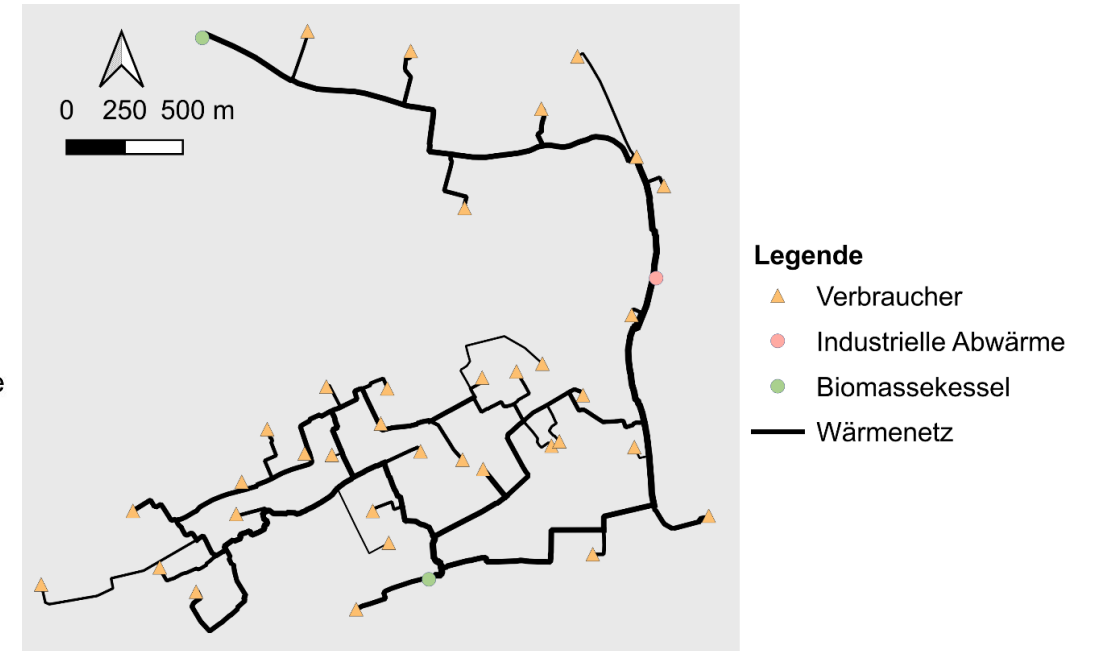 0 250 500 m
Legende
Verbraucher
Industrielle Abwärme
Biomassekessel
Wärmenetz
e